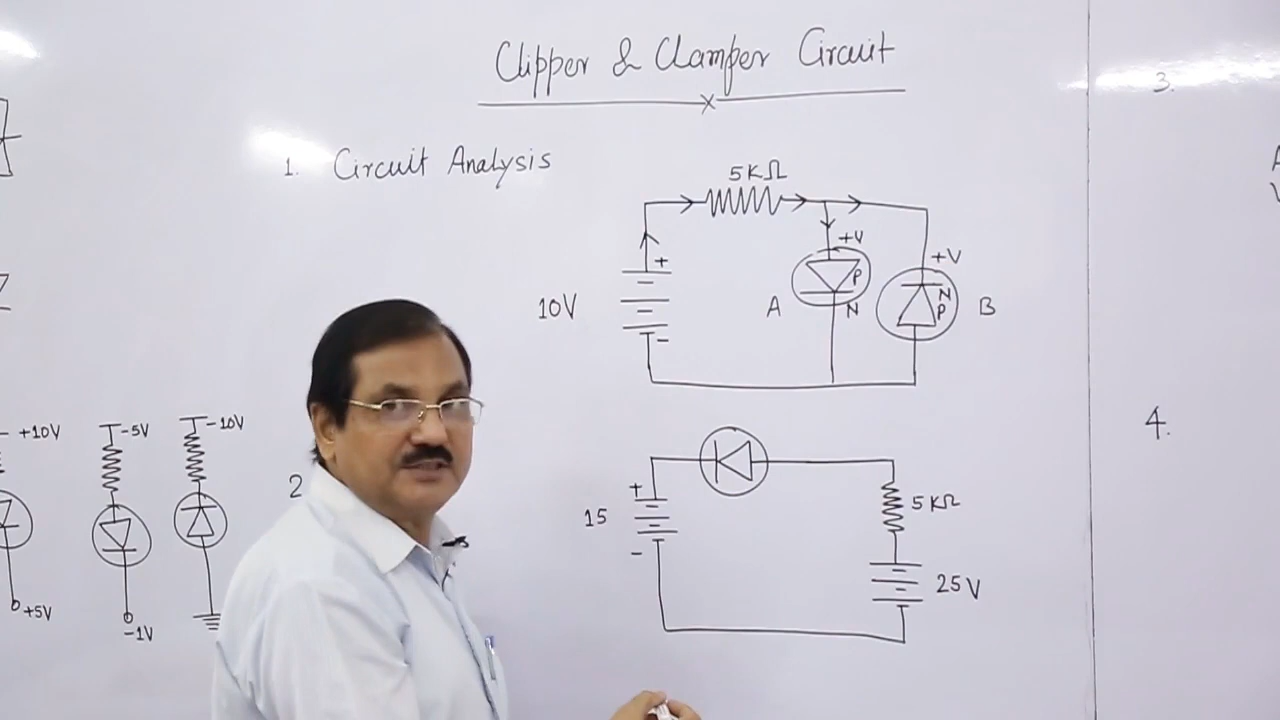 Clipper & Clamper Circuit
1. Circuit Analysis
5KΩ
+V
P
N
A
+V
N
P
B
10V
+
-
2
15
+
-
5KΩ
25V
+10V
+5V
-5V
-1V
-10V
3.
4.